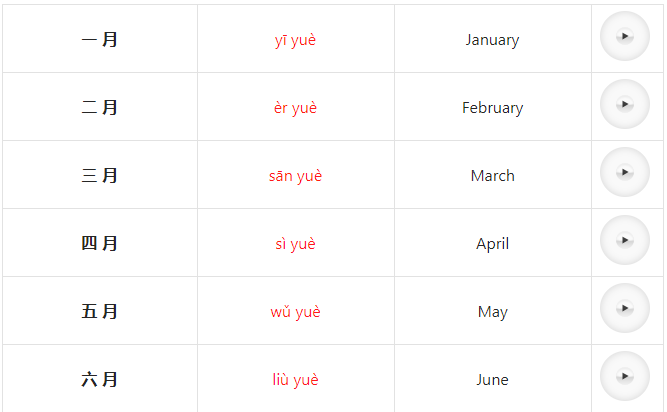 一 月 yī yuè January
二 月 èr yuè February
三 月 sān yuè March
四 月 sì yuè April
五 月 wǔ yuè May
六 月 liù yuè June